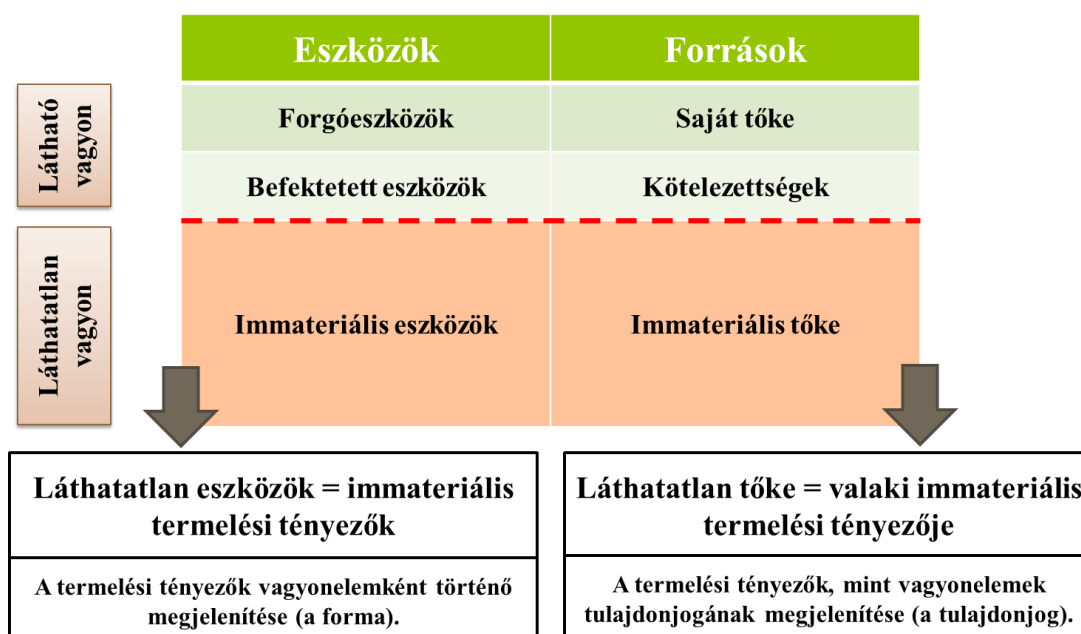 Eszközök
Források
Látható
vagyon
Forgóeszközök
Saját tőke
Befektetett eszközök
Kötelezettségek
Láthatatlan
vagyon
Immateriális eszközök
Immateriális tőke
Láthatatlan eszközök = immateriális
termelési tényezők
A termelési tényezők vagyonelemként történő
megjelenítése (a forma).
Láthatatlan tőke = valaki immateriális
termelési tényezője
A termelési tényezők, mint vagyonelemek
tulajdonjogának megjelenítése (a tulajdonjog).